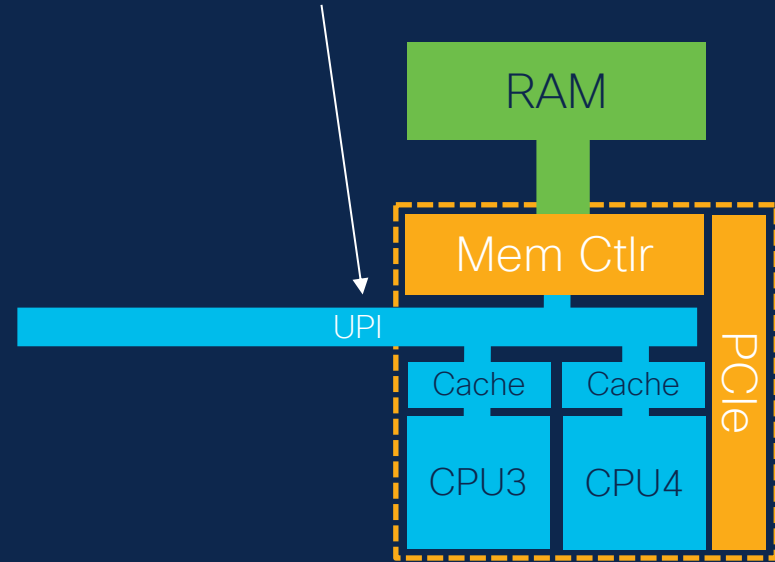 RAM
Mem Ctlr
UPI
PCIe
Cache
Cache
CPU3
CPU4